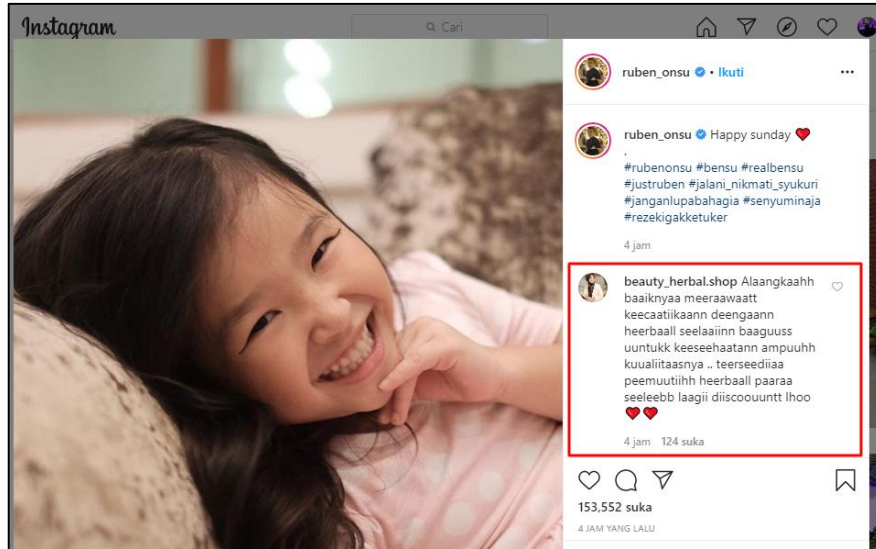 Instagram
Cari
ruben_onsu • Ikuti
ruben_onsu Happy sunday ❤
.
#rubenonsu #bensu #realbensu
#justruben #jalani_nikmati_syukuri
#janganlupabahagia #senyuminaja
#rezekigakketuker
4 jam
beauty_herbal.shop Alaangkaahh
baaiknyaa meeraawaatt
keecaatiikaann deengaann
heerbaall seelaaiinn baaguuss
uuntukk keeseehaatann ampuuhh
kuualiitaasnya .. teerseediiaa
peemuutiihh heerbaall paaraa
seeleebb laagii diiscoouuntt lhoo
❤❤
4 jam 124 suka
153,552 suka
4 JAM YANG LALU